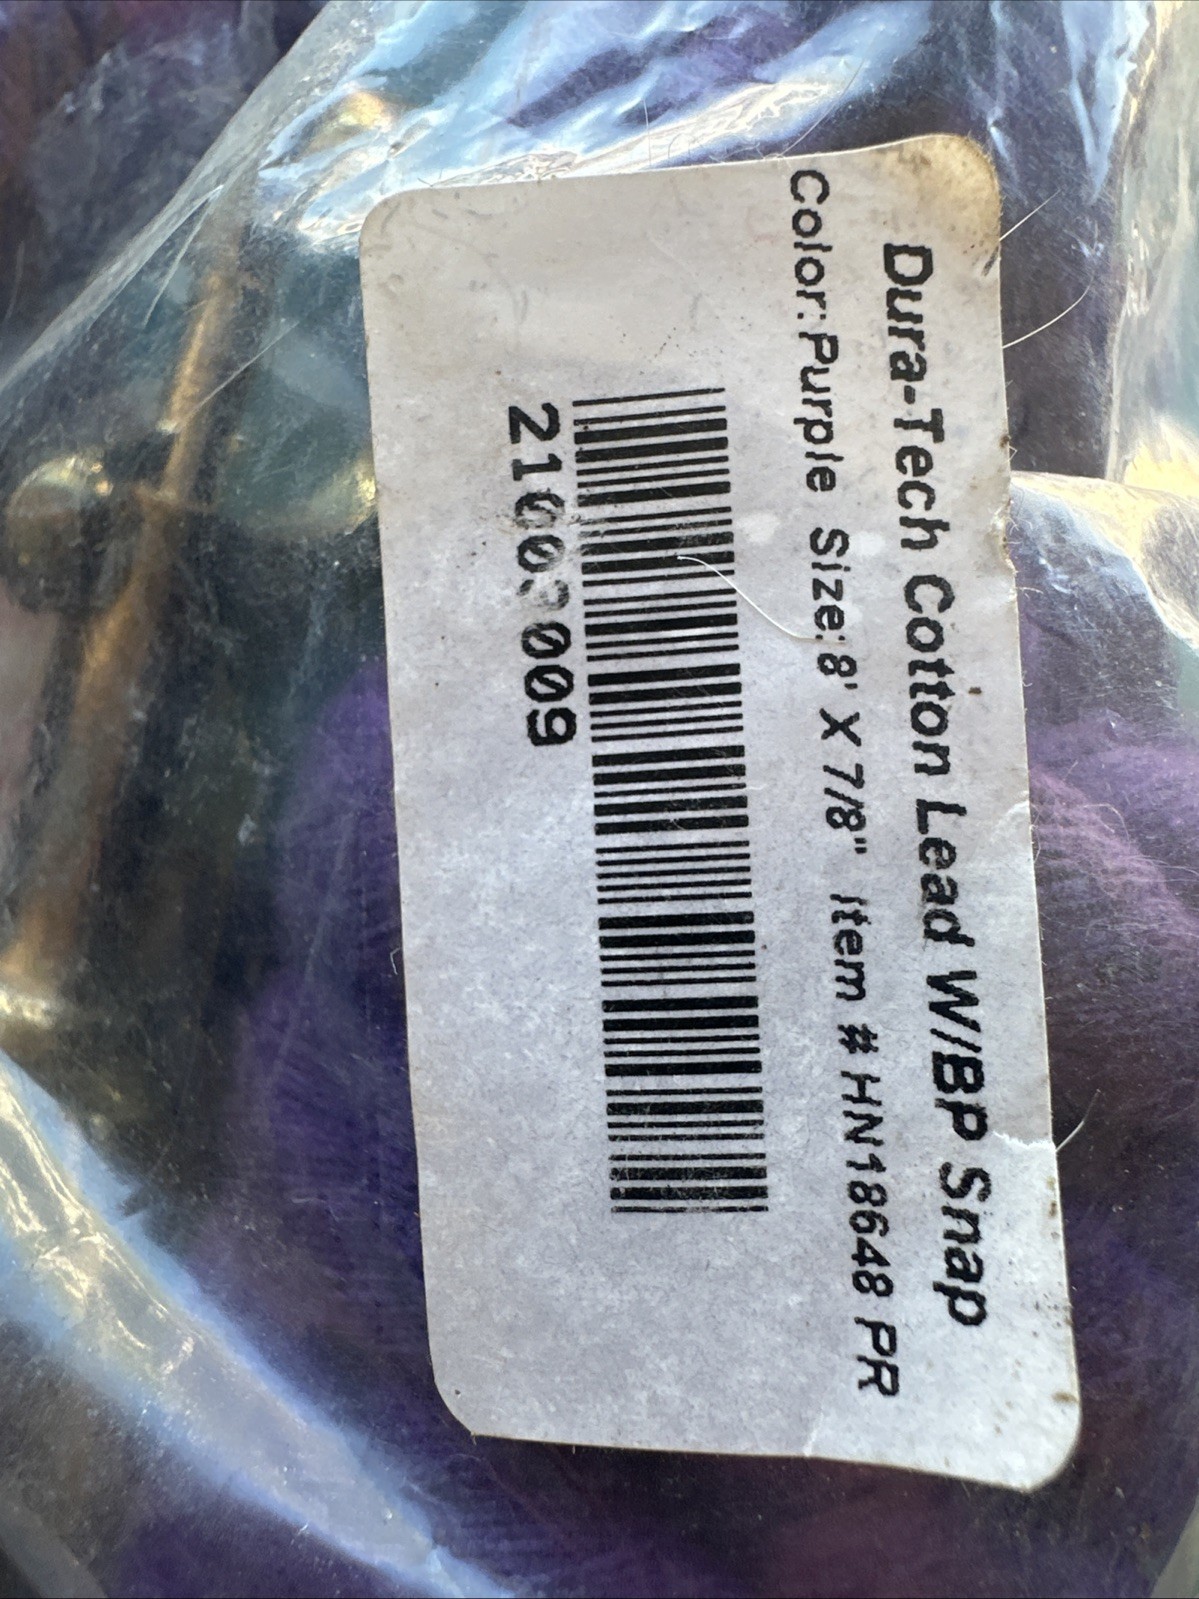 Dura-Tech Cotton Lead W/BP Snap
Color:Purple Size:8' X 7/8" Item # HN18648 PR